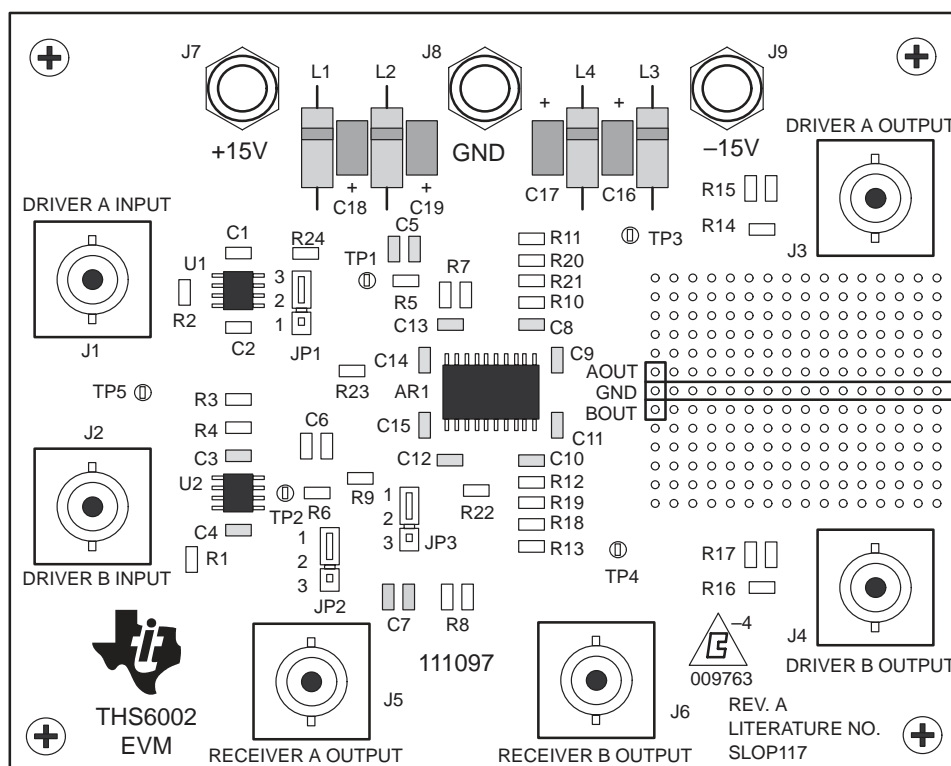 J7
J8
J9
L1
L2
L4
L3
+
+
+15V
GND
–15V
DRIVER A OUTPUT
+
C18
+
C19
C17
C16
R15
R14
J3
DRIVER A INPUT
J1
C1
U1
R2
C2
R24
3
2
1
JP1
TP1
C5
R5
R7
C13
R11
R20
R21
R10
C8
TP3
TP5
R3
R4
C3
U2
C4
R1
R23
C14
AR1
C15
C12
C9
C11
C10
R12
R19
R18
R13
AOUT
GND
BOUT
J2
DRIVER B INPUT
C6
TP2
R6
R9
1
2
3
JP2
1
2
3
JP3
R22
TP4
C7
R8
R17
R16
J4
DRIVER B OUTPUT
THS6002
EVM
J5
RECEIVER A OUTPUT
111097
J6
RECEIVER B OUTPUT
–4
009763
REV. A
LITERATURE NO.
SLOP117